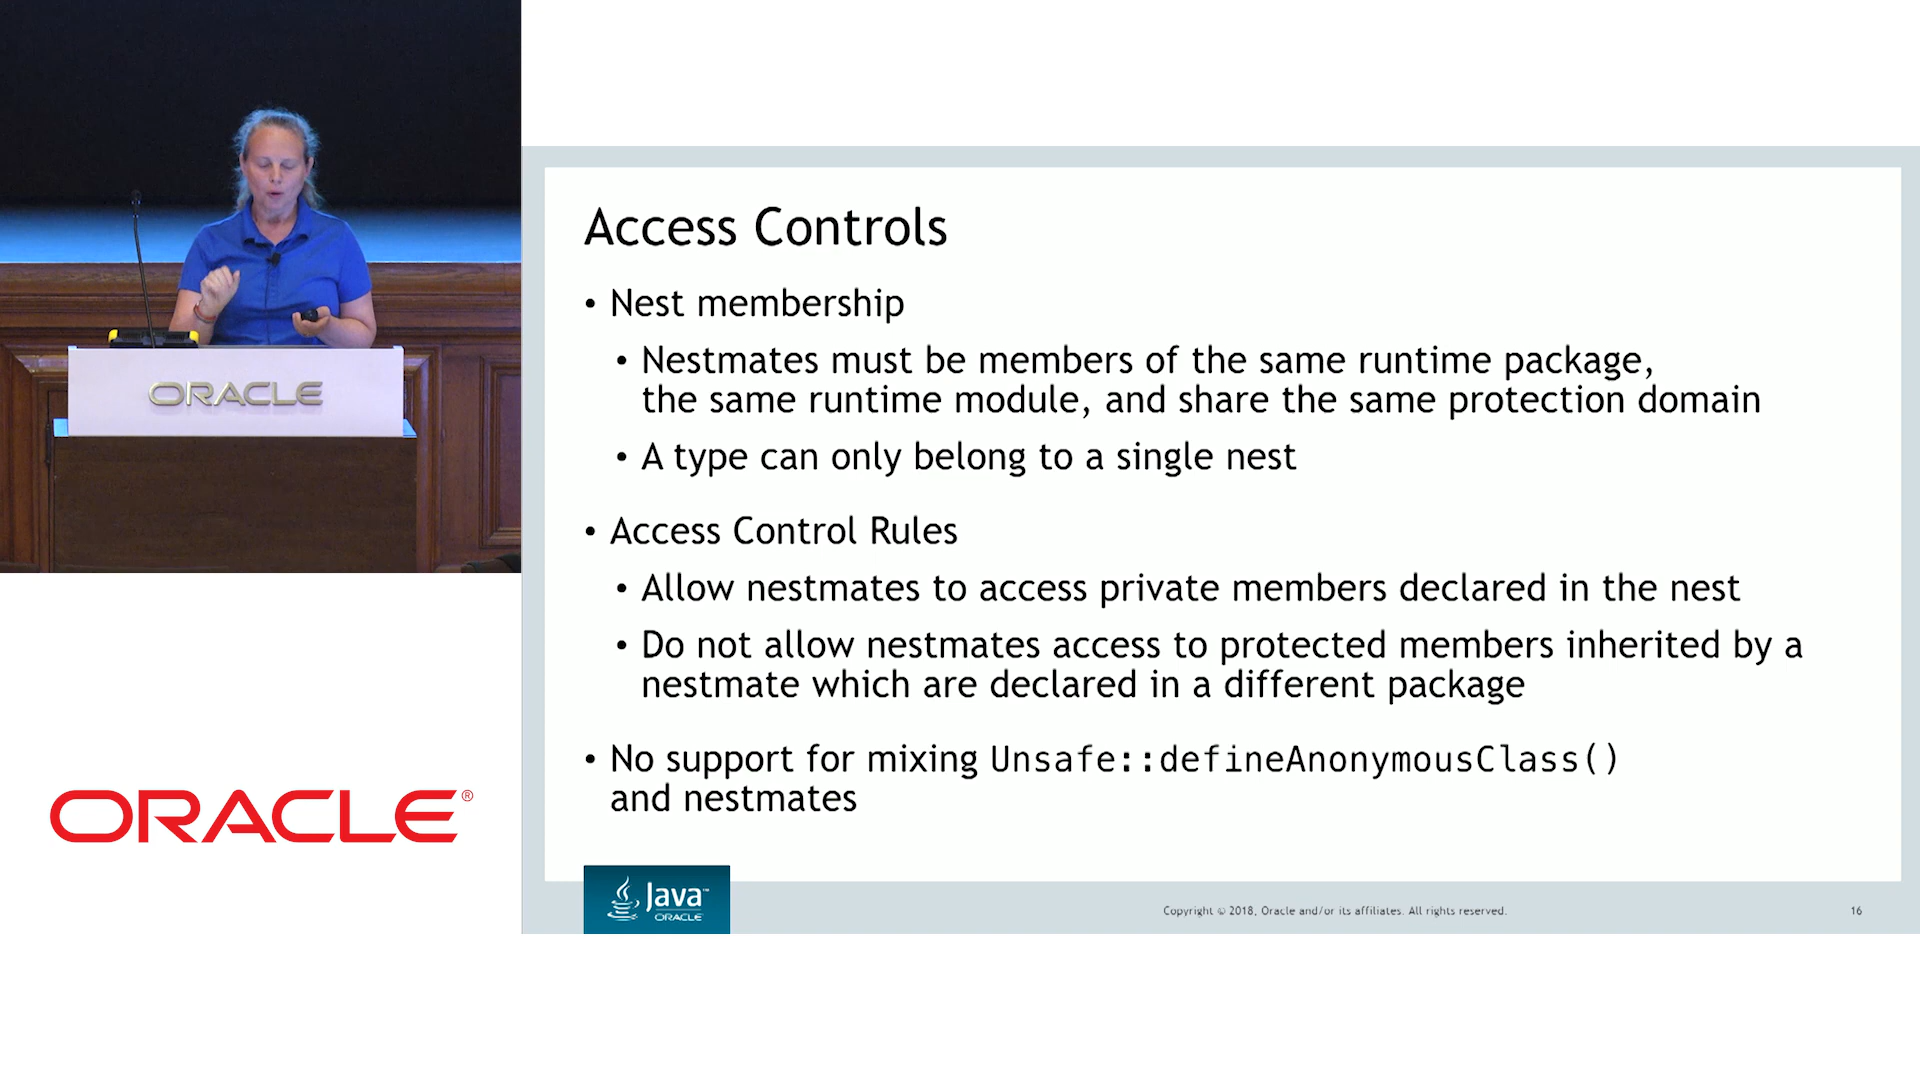 ORACLE
ORACLE®
Access Controls
• Nest membership
• Nestmates must be members of the same runtime package,
the same runtime module, and share the same protection domain
• A type can only belong to a single nest
• Access Control Rules
• Allow nestmates to access private members declared in the nest
• Do not allow nestmates access to protected members inherited by a
nestmate which are declared in a different package
• No support for mixing Unsafe::defineAnonymousClass()
and nestmates
Java™
ORACLE
Copyright © 2018, Oracle and/or its affiliates. All rights reserved.
16